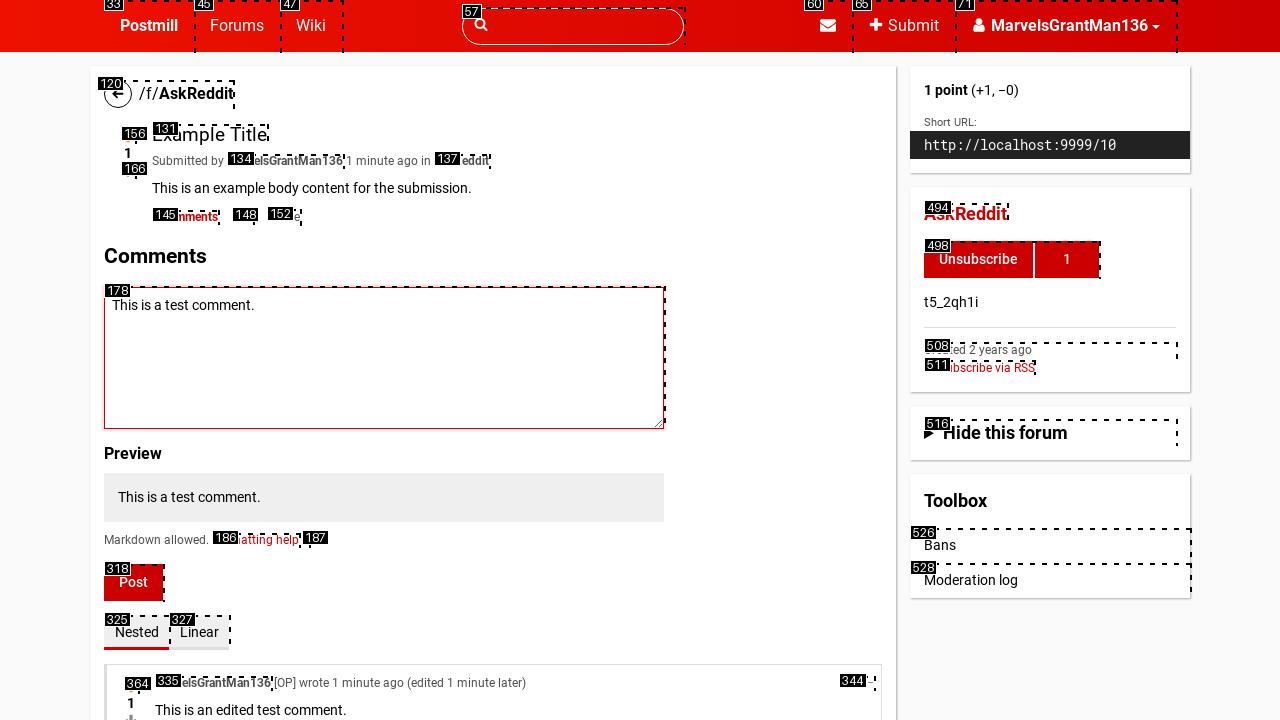 33 45 47 57 60 65 71
Postmill Forums Wiki Submit MarvelsGrantMan136
120 /f/AskReddit
156 131 Example Title
1
166
Submitted by 134 elsGrantMan136 1 minute ago in 137 eddit
This is an example body content for the submission.
145 nments 148 152 e
Comments
178
This is a test comment.
Preview
This is a test comment.
Markdown allowed. 186 atting help 187
318
Post
325 327
Nested Linear
364 335 elsGrantMan136 [OP] wrote 1 minute ago (edited 1 minute later) 344 –
1
This is an edited test comment.
1 point (+1, −0)
Short URL:
http://localhost:9999/10
494
AskReddit
498
Unsubscribe 1
t5_2qh1i
508 ted 2 years ago
511 bscribe via RSS
516
Hide this forum
Toolbox
526
Bans
528
Moderation log